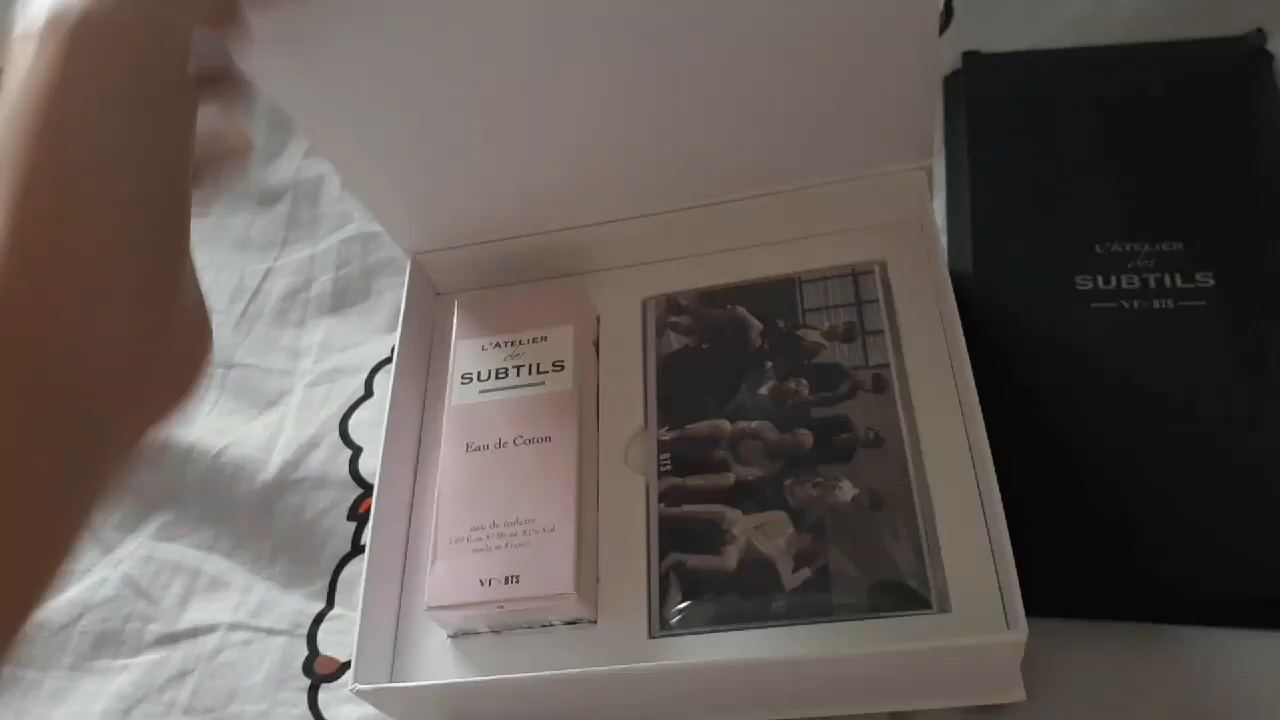 L'ATELIER
des
SUBTILS
Eau de Coton
eau de toilette
made in France
VT × BTS
BTS
L'ATELIER
des
SUBTILS
VT × BTS